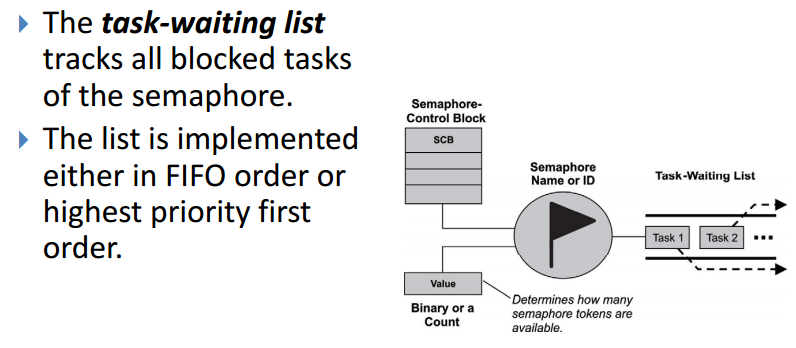 The task-waiting list
tracks all blocked tasks
of the semaphore.
The list is implemented
either in FIFO order or
highest priority first
order.
Semaphore-
Control Block
SCB
Semaphore
Name or ID
Task-Waiting List
Task 1
Task 2
Value
Binary or a
Count
Determines how many
semaphore tokens are
available.